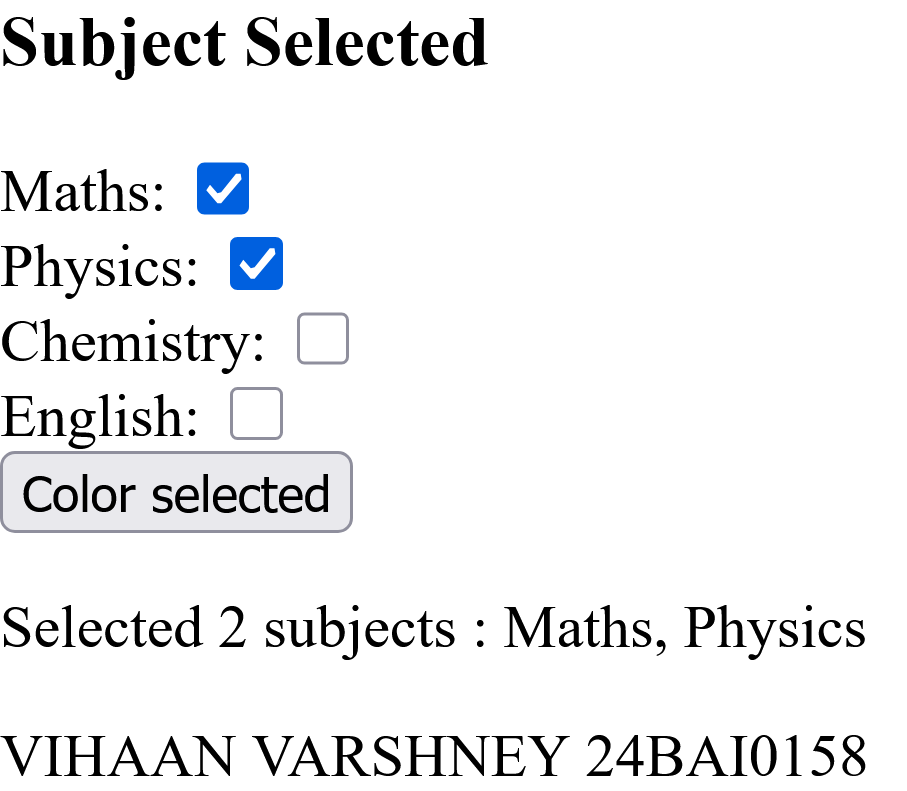 Subject Selected
Maths:
Physics:
Chemistry:
English:
Color selected
Selected 2 subjects : Maths, Physics
VIHAAN VARSHNEY 24BAI0158